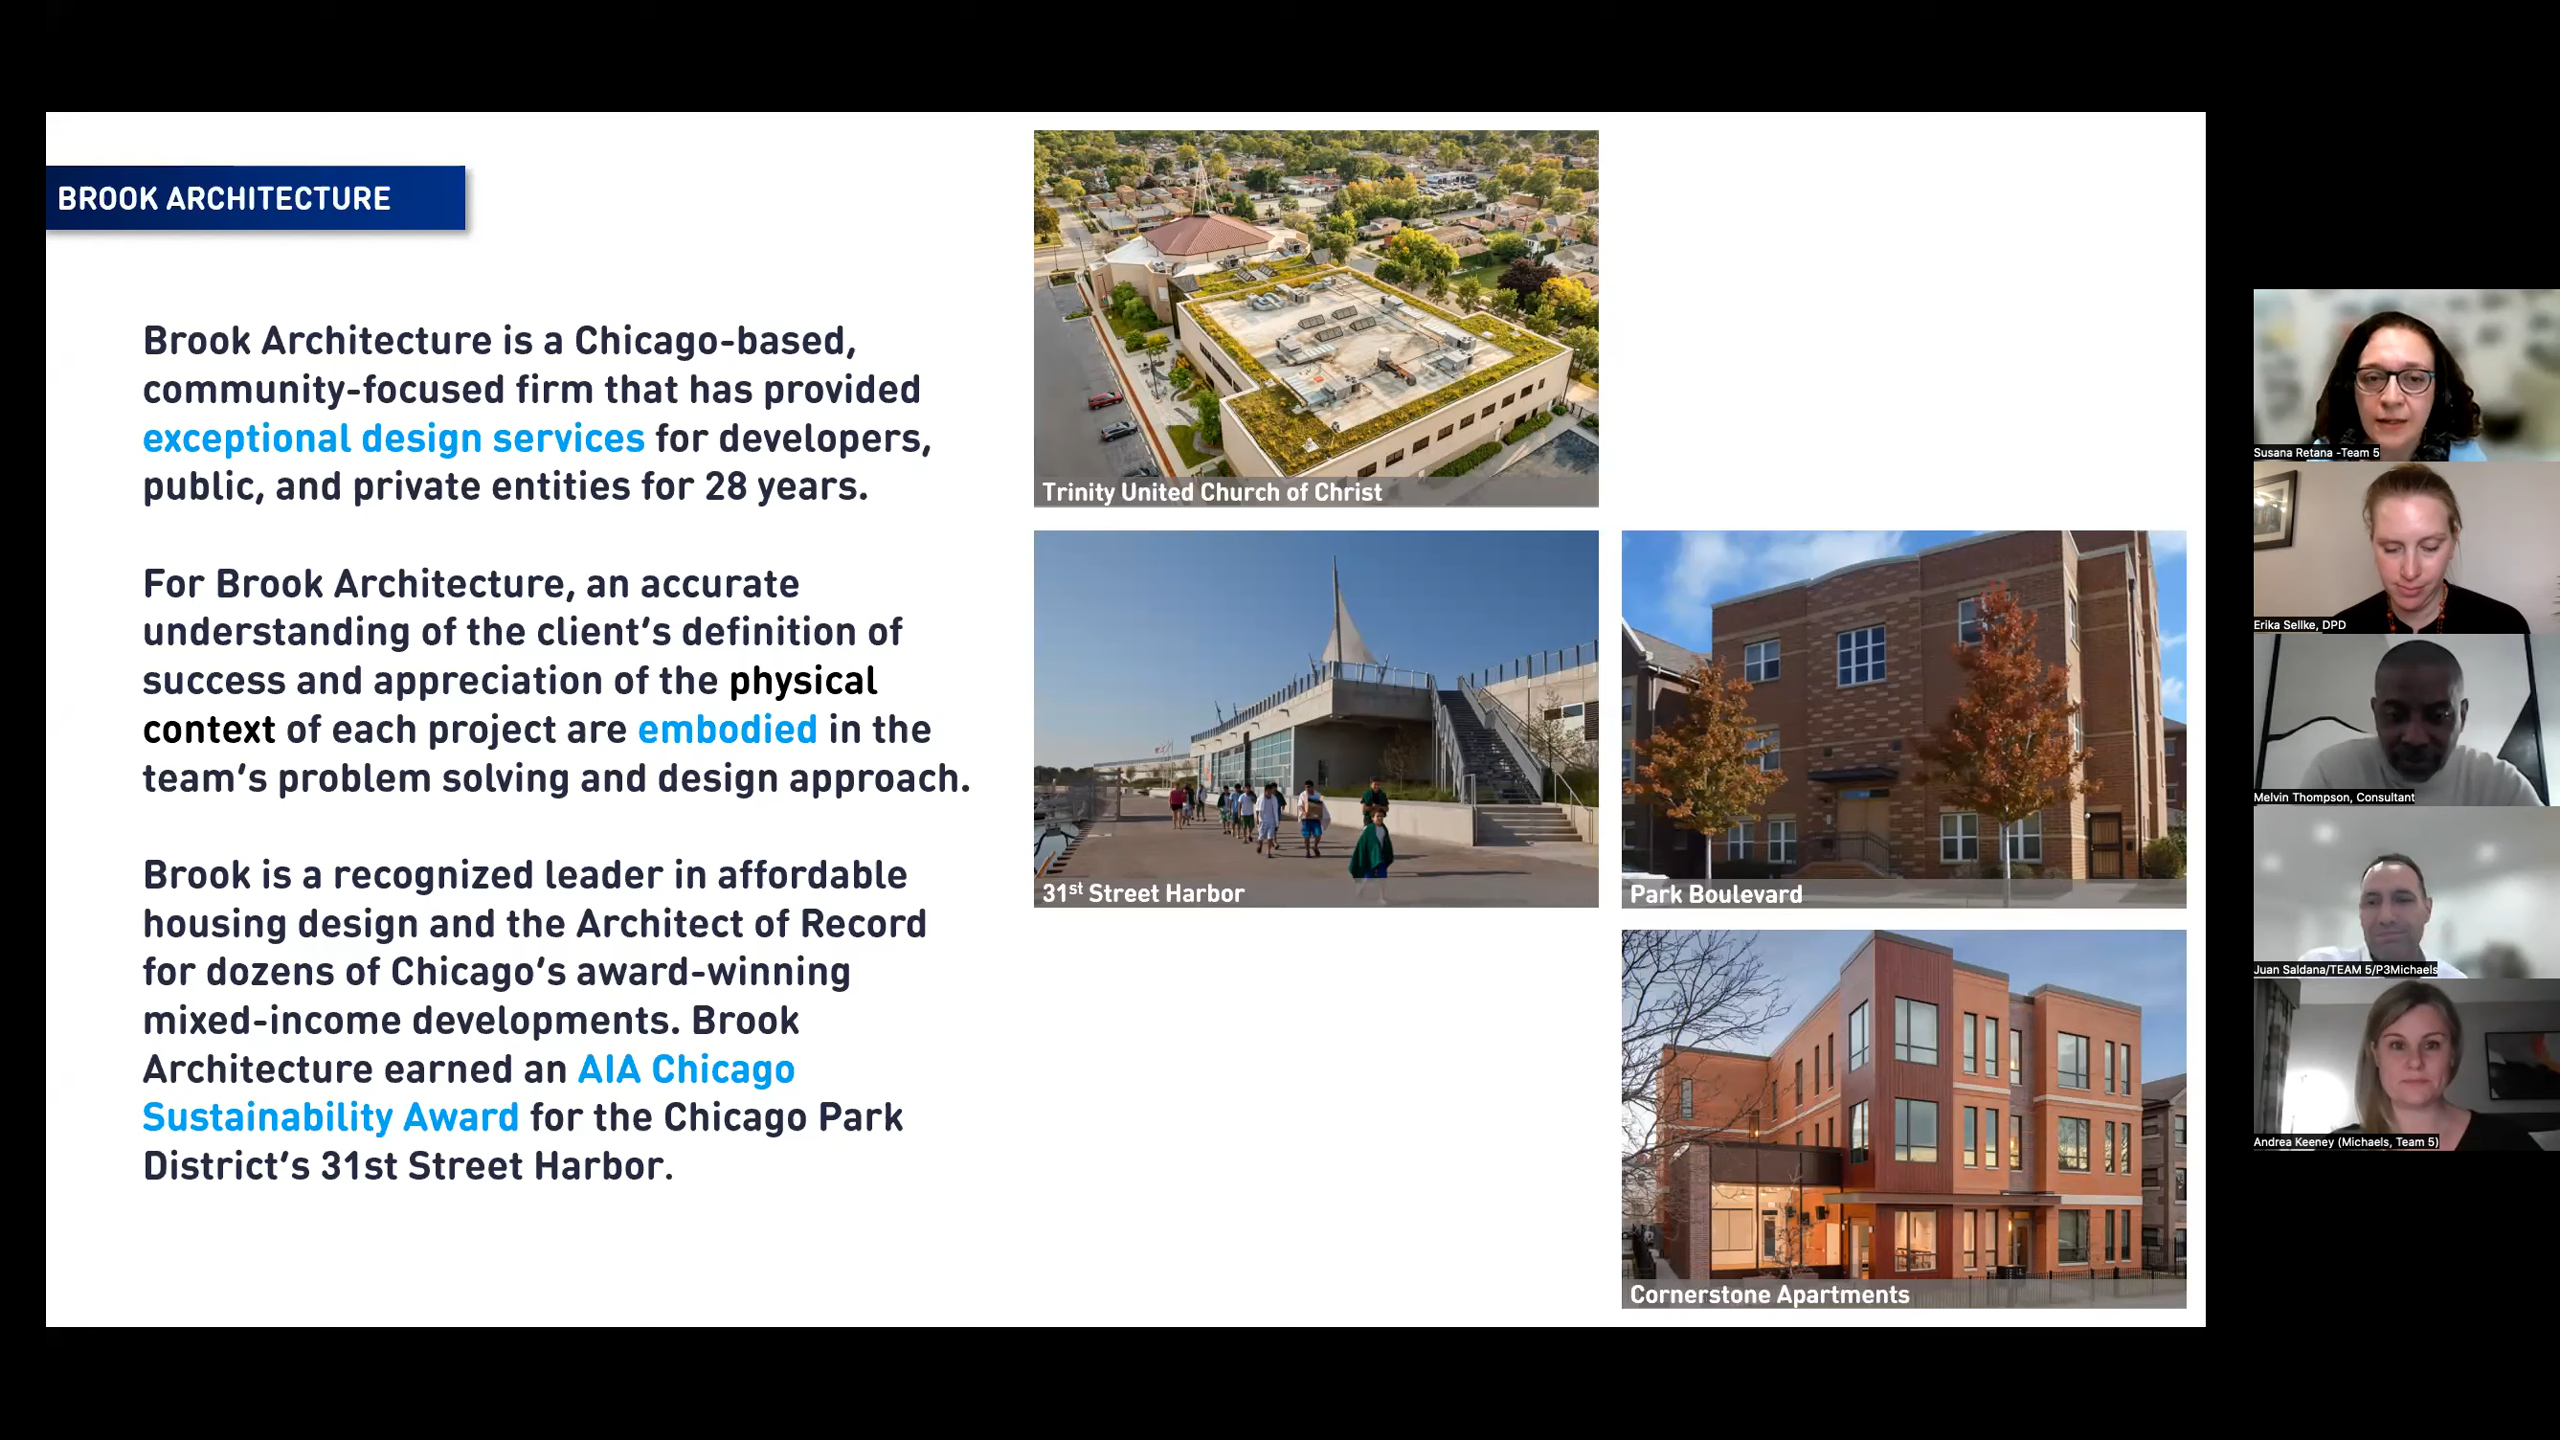 BROOK ARCHITECTURE
Brook Architecture is a Chicago-based,
community-focused firm that has provided
exceptional design services for developers,
public, and private entities for 28 years.
For Brook Architecture, an accurate
understanding of the client's definition of
success and appreciation of the physical
context of each project are embodied in the
team's problem solving and design approach.
Brook is a recognized leader in affordable
housing design and the Architect of Record
for dozens of Chicago's award-winning
mixed-income developments. Brook
Architecture earned an AIA Chicago
Sustainability Award for the Chicago Park
District's 31st Street Harbor.
Trinity United Church of Christ
31st Street Harbor
Park Boulevard
Cornerstone Apartments
Susana Retana -Team 5
Erika Sellke, DPD
Melvin Thompson, Consultant
Juan Saldana/TEAM 5/P3Michaels
Andrea Keeney (Michaels, Team 5)